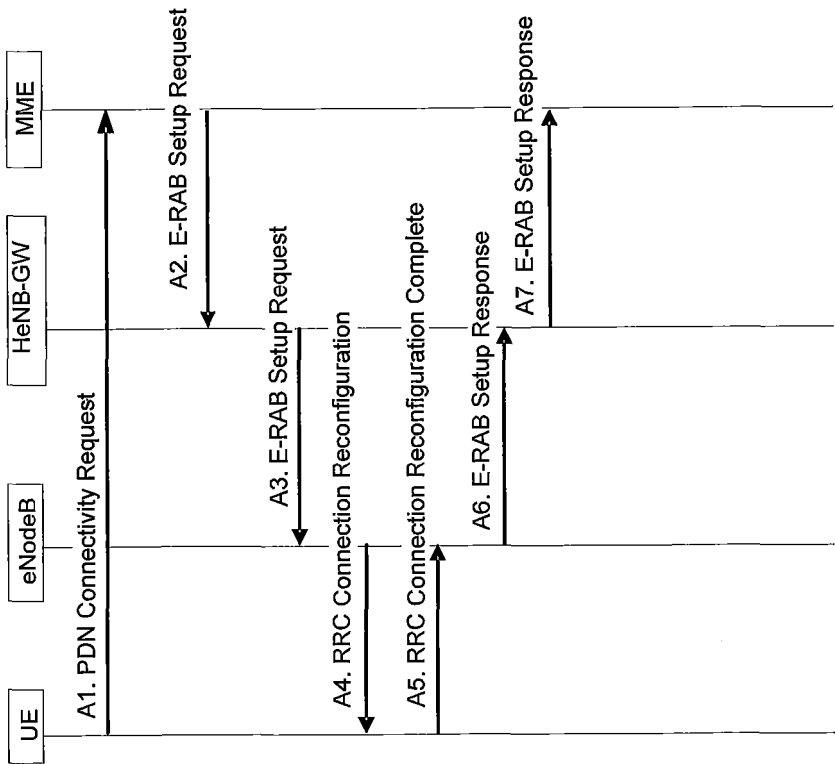 UE
eNodeB
HeNB-GW
MME
A1. PDN Connectivity Request
A2. E-RAB Setup Request
A3. E-RAB Setup Request
A4. RRC Connection Reconfiguration
A5. RRC Connection Reconfiguration Complete
A6. E-RAB Setup Response
A7. E-RAB Setup Response